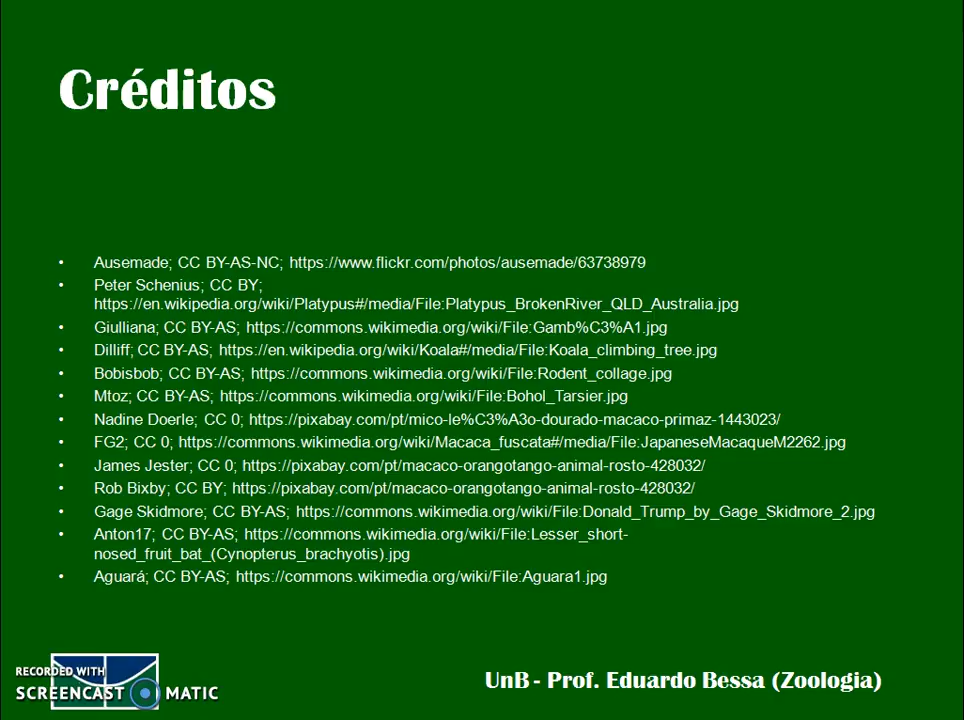 Créditos
• Ausemade; CC BY-AS-NC; https://www.flickr.com/photos/ausemade/63738979
• Peter Schenius; CC BY;
https://en.wikipedia.org/wiki/Platypus#/media/File:Platypus_BrokenRiver_QLD_Australia.jpg
• Giulliana; CC BY-AS; https://commons.wikimedia.org/wiki/File:Gamb%C3%A1.jpg
• Dilliff; CC BY-AS; https://en.wikipedia.org/wiki/Koala#/media/File:Koala_climbing_tree.jpg
• Bobisbob; CC BY-AS; https://commons.wikimedia.org/wiki/File:Rodent_collage.jpg
• Mtoz; CC BY-AS; https://commons.wikimedia.org/wiki/File:Bohol_Tarsier.jpg
• Nadine Doerle; CC 0; https://pixabay.com/pt/mico-le%C3%A3o-dourado-macaco-primaz-1443023/
• FG2; CC 0; https://commons.wikimedia.org/wiki/Macaca_fuscata#/media/File:JapaneseMacaqueM2262.jpg
• James Jester; CC 0; https://pixabay.com/pt/macaco-orangotango-animal-rosto-428032/
• Rob Bixby; CC BY; https://pixabay.com/pt/macaco-orangotango-animal-rosto-428032/
• Gage Skidmore; CC BY-AS; https://commons.wikimedia.org/wiki/File:Donald_Trump_by_Gage_Skidmore_2.jpg
• Anton17; CC BY-AS; https://commons.wikimedia.org/wiki/File:Lesser_short-
nosed_fruit_bat_(Cynopterus_brachyotis).jpg
• Aguará; CC BY-AS; https://commons.wikimedia.org/wiki/File:Aguara1.jpg
RECORDED WITH
SCREENCAST MATIC
UnB - Prof. Eduardo Bessa (Zoologia)